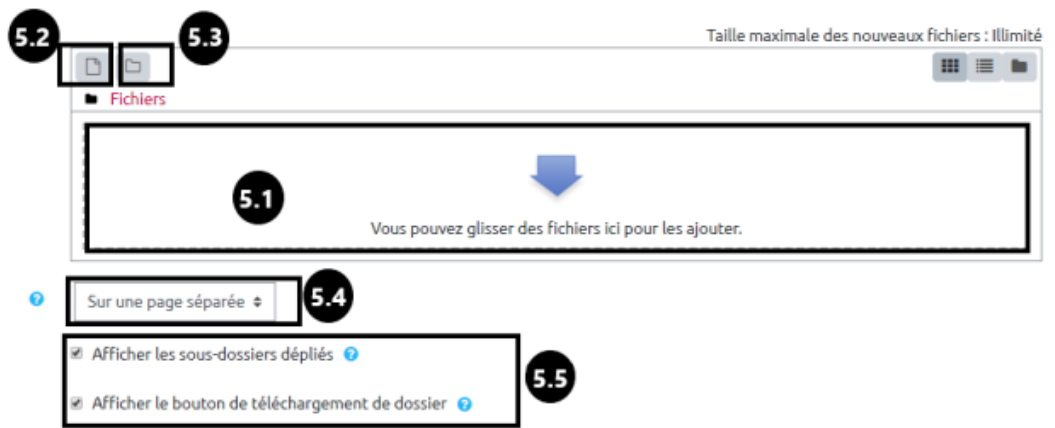 5.2
5.3
Taille maximale des nouveaux fichiers : Illimité
Fichiers
5.1
Vous pouvez glisser des fichiers ici pour les ajouter.
Sur une page séparée
5.4
Afficher les sous-dossiers dépliés
5.5
Afficher le bouton de téléchargement de dossier